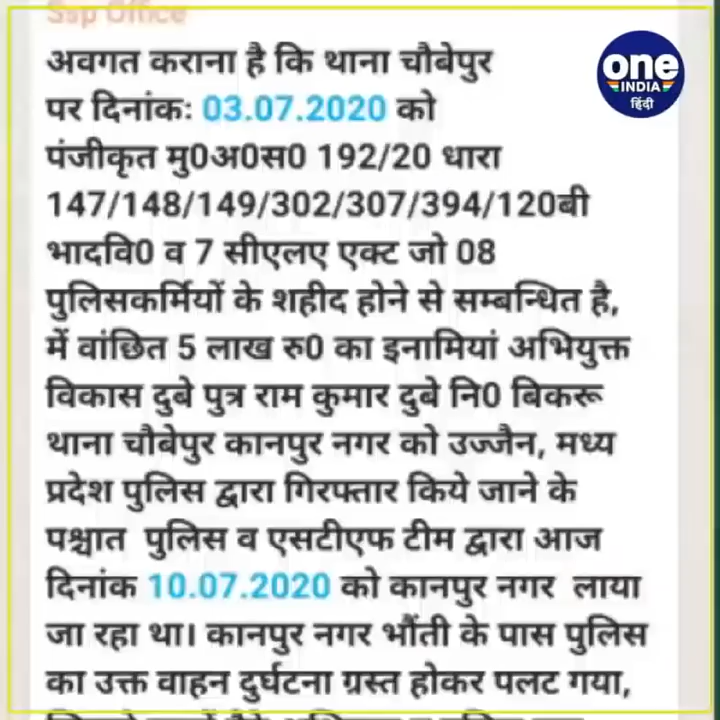 Ssp Office
one
INDIA
हिंदी
अवगत कराना है कि थाना चौबेपुर
पर दिनांकः 03.07.2020 को
पंजीकृत मु0अ0स0 192/20 धारा
147/148/149/302/307/394/120बी
भादवि0 व 7 सीएलए एक्ट जो 08
पुलिसकर्मियों के शहीद होने से सम्बन्धित है,
में वांछित 5 लाख रु0 का इनामियां अभियुक्त
विकास दुबे पुत्र राम कुमार दुबे नि0 बिकरू
थाना चौबेपुर कानपुर नगर को उज्जैन, मध्य
प्रदेश पुलिस द्वारा गिरफ्तार किये जाने के
पश्चात पुलिस व एसटीएफ टीम द्वारा आज
दिनांक 10.07.2020 को कानपुर नगर लाया
जा रहा था। कानपुर नगर भौंती के पास पुलिस
का उक्त वाहन दुर्घटना ग्रस्त होकर पलट गया,